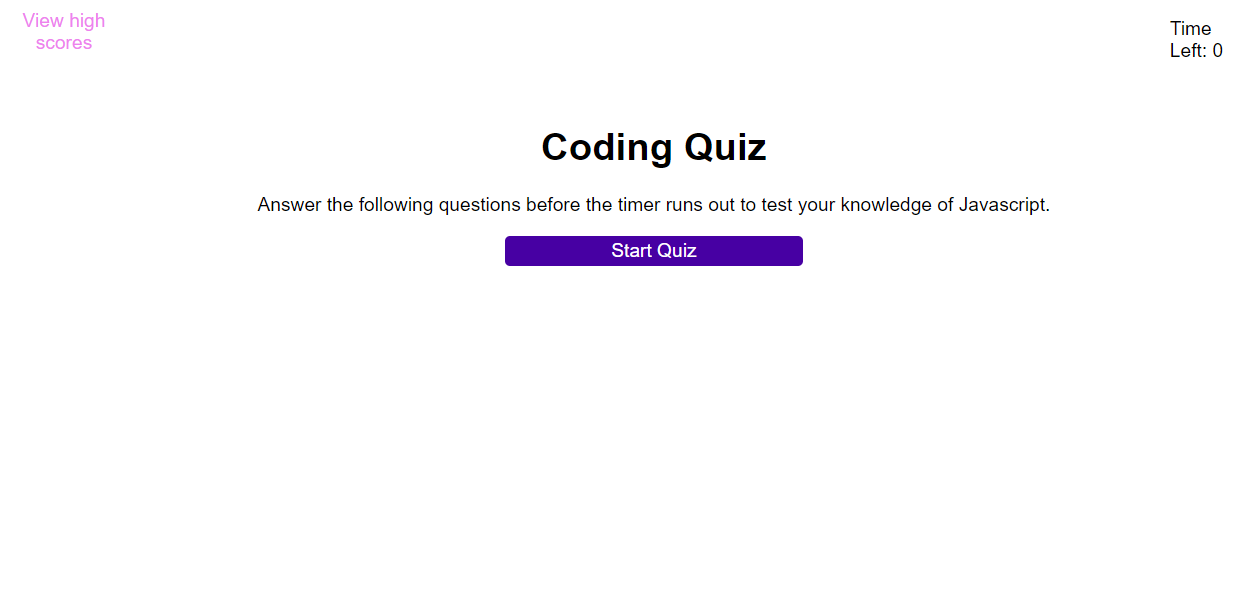 View high
scores
Time
Left: 0
Coding Quiz
Answer the following questions before the timer runs out to test your knowledge of Javascript.
Start Quiz